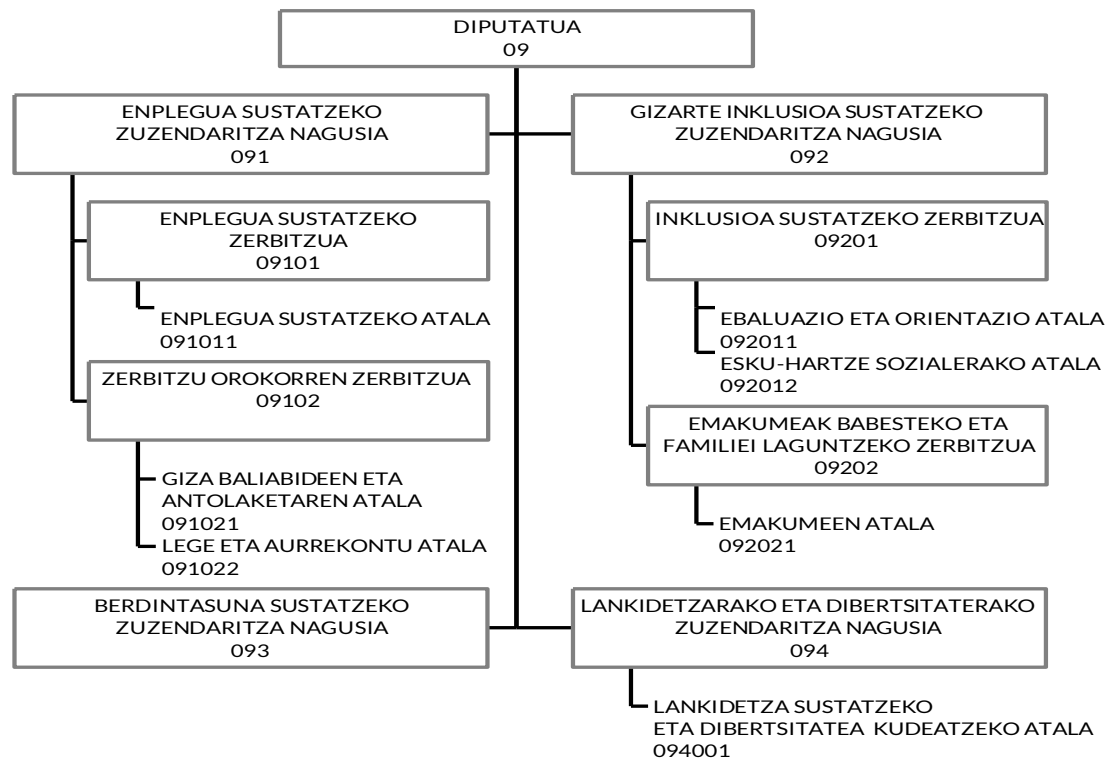 DIPUTATUA
09
ENPLEGUA SUSTATZEKO
ZUZENDARITZA NAGUSIA
091
ENPLEGUA SUSTATZEKO
ZERBITZUA
09101
ENPLEGUA SUSTATZEKO ATALA
091011
ZERBITZU OROKORREN ZERBITZUA
09102
GIZA BALIABIDEEN ETA
ANTOLAKETAREN ATALA
091021
LEGE ETA AURREKONTU ATALA
091022
GIZARTE INKLUSIOA SUSTATZEKO
ZUZENDARITZA NAGUSIA
092
INKLUSIOA SUSTATZEKO ZERBITZUA
09201
EBALUAZIO ETA ORIENTAZIO ATALA
092011
ESKU-HARTZE SOZIALERAKO ATALA
092012
EMAKUMEAK BABESTEKO ETA
FAMILIEI LAGUNTZEKO ZERBITZUA
09202
EMAKUMEEN ATALA
092021
BERDINTASUNA SUSTATZEKO
ZUZENDARITZA NAGUSIA
093
LANKIDETZARAKO ETA DIBERTSITATERAKO
ZUZENDARITZA NAGUSIA
094
LANKIDETZA SUSTATZEKO
ETA DIBERTSITATEA KUDEATZEKO ATALA
094001